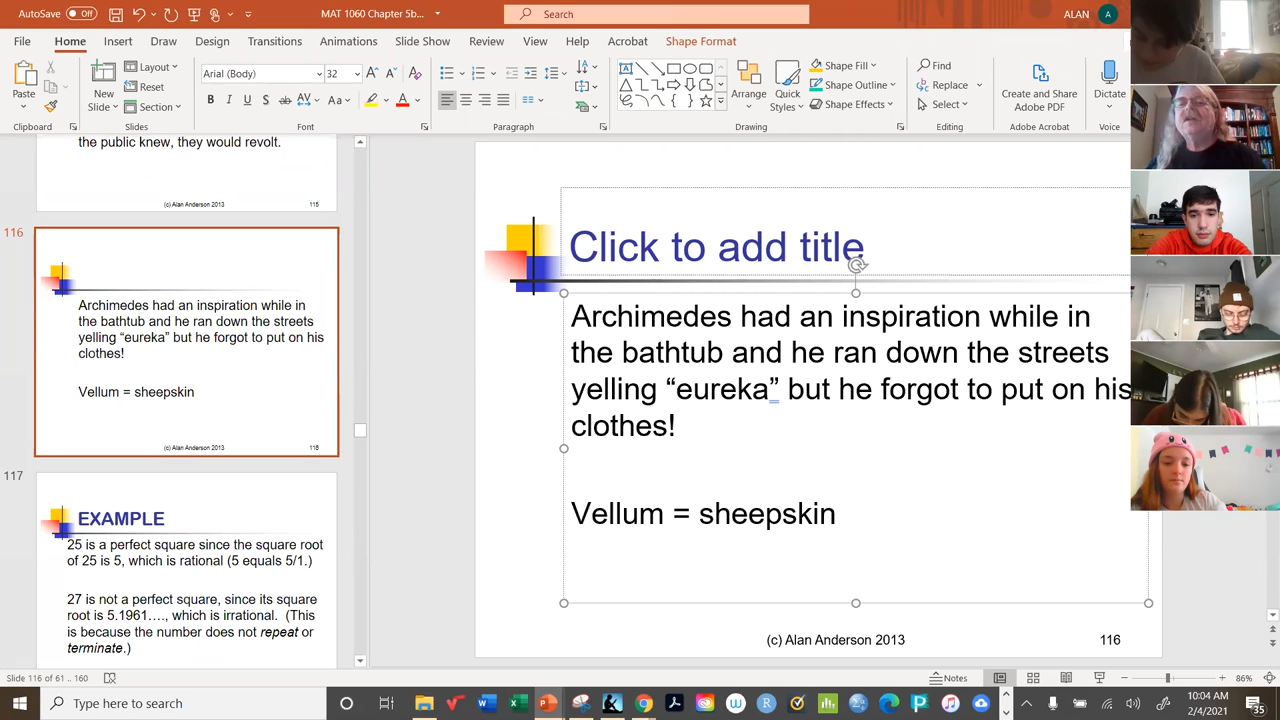 AutoSave Off
MAT 1060 Chapter 5b...
Search
ALAN
A
File Home Insert Draw Design Transitions Animations Slide Show Review View Help Acrobat Shape Format
Paste
New
Slide
Layout
Reset
Section
Arial (Body) 32
Arrange
Quick
Styles
Shape Fill
Shape Outline
Shape Effects
Find
Replace
Select
Create and Share
Adobe PDF
Dictate
Clipboard Slides Font Paragraph Drawing Editing Adobe Acrobat Voice
the public knew, they would revolt.
(c) Alan Anderson 2013 115
116
Archimedes had an inspiration while in
the bathtub and he ran down the streets
yelling “eureka” but he forgot to put on his
clothes!
Vellum = sheepskin
(c) Alan Anderson 2013 116
117
EXAMPLE
25 is a perfect square since the square root
of 25 is 5, which is rational (5 equals 5/1.)
27 is not a perfect square, since its square
root is 5.1961…., which is irrational. (This
is because the number does not repeat or
terminate.)
Click to add title
Archimedes had an inspiration while in
the bathtub and he ran down the streets
yelling “eureka” but he forgot to put on his
clothes!
Vellum = sheepskin
(c) Alan Anderson 2013 116
Slide 116 of 61 .. 160
Notes
86%
Type here to search
10:04 AM
2/4/2021
35